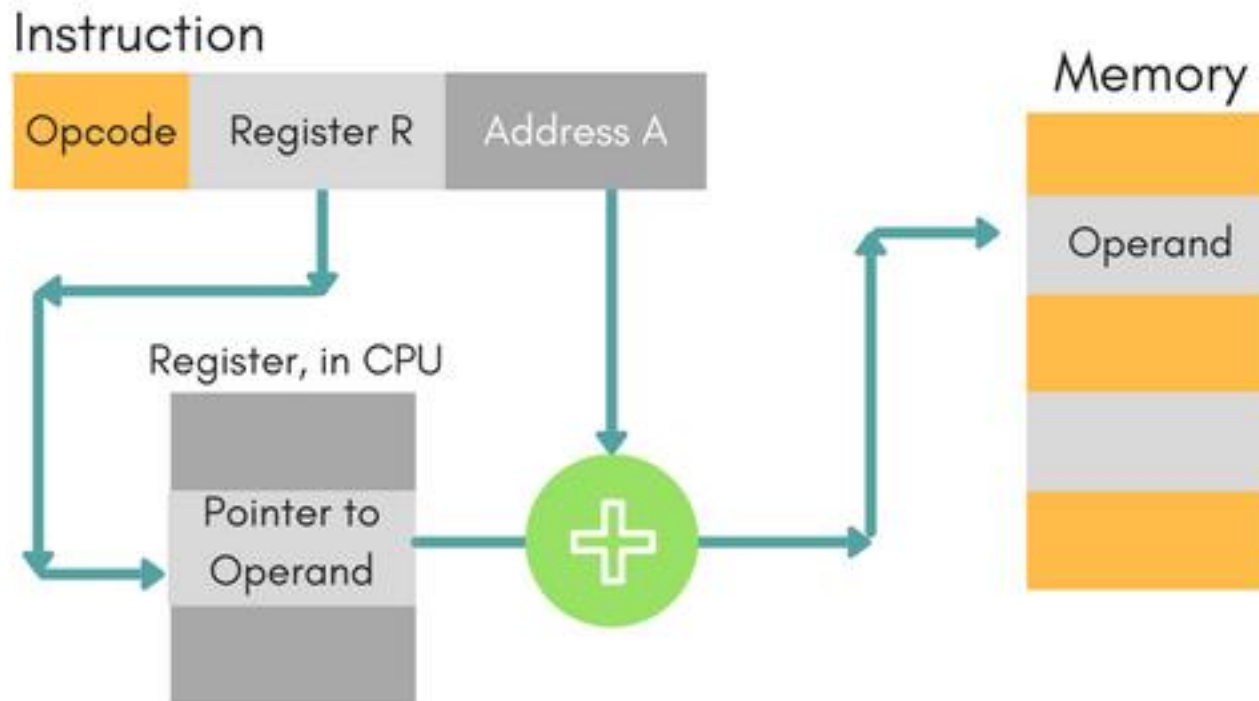 Instruction
Opcode Register R Address A
Memory
Operand
Register, in CPU
Pointer to
Operand